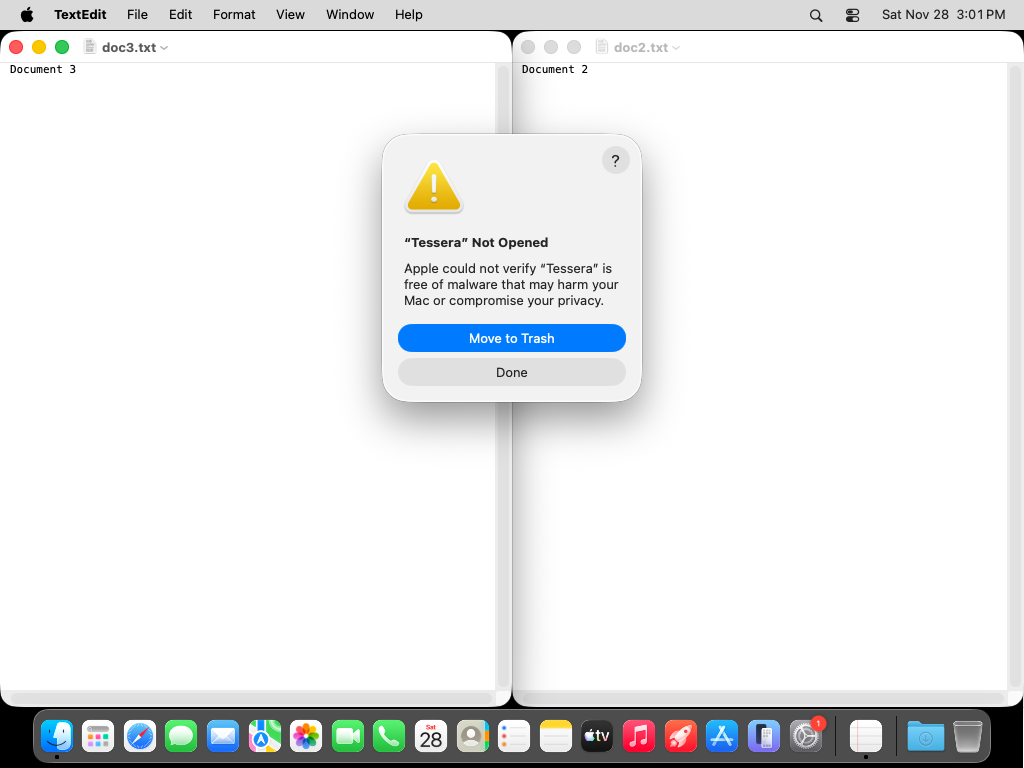 TextEdit File Edit Format View Window Help Sat Nov 28 3:01 PM
doc3.txt
Document 3
doc2.txt
Document 2
?
“Tessera” Not Opened
Apple could not verify “Tessera” is
free of malware that may harm your
Mac or compromise your privacy.
Move to Trash
Done
Sat
28
tv
1